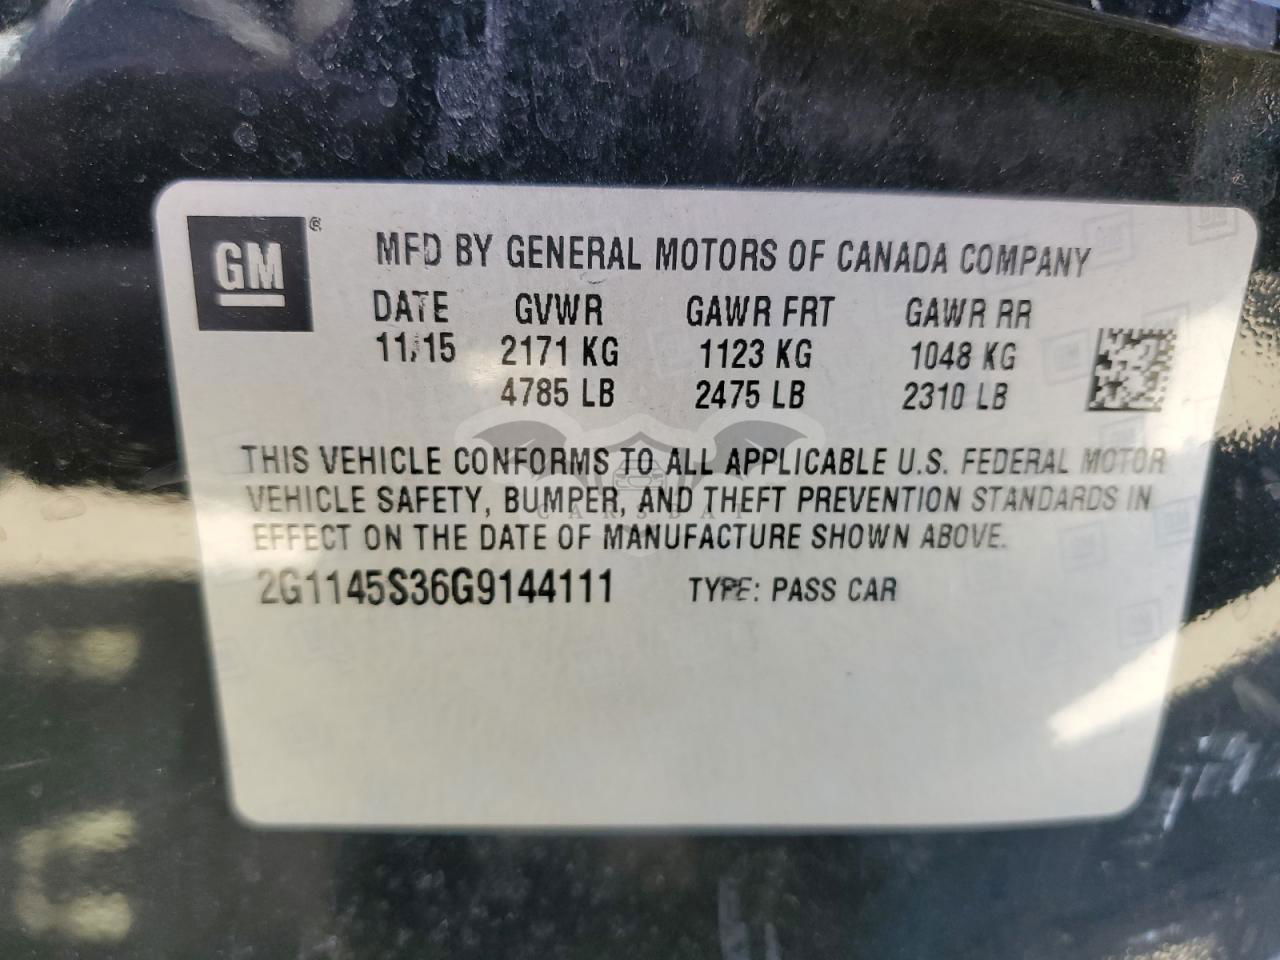 GM ®
MFD BY GENERAL MOTORS OF CANADA COMPANY
DATE GVWR GAWR FRT GAWR RR
11/15 2171 KG 1123 KG 1048 KG
4785 LB 2475 LB 2310 LB
THIS VEHICLE CONFORMS TO ALL APPLICABLE U.S. FEDERAL MOTOR
VEHICLE SAFETY, BUMPER, AND THEFT PREVENTION STANDARDS IN
CARSBAT
EFFECT ON THE DATE OF MANUFACTURE SHOWN ABOVE.
2G1145S36G9144111 TYPE: PASS CAR